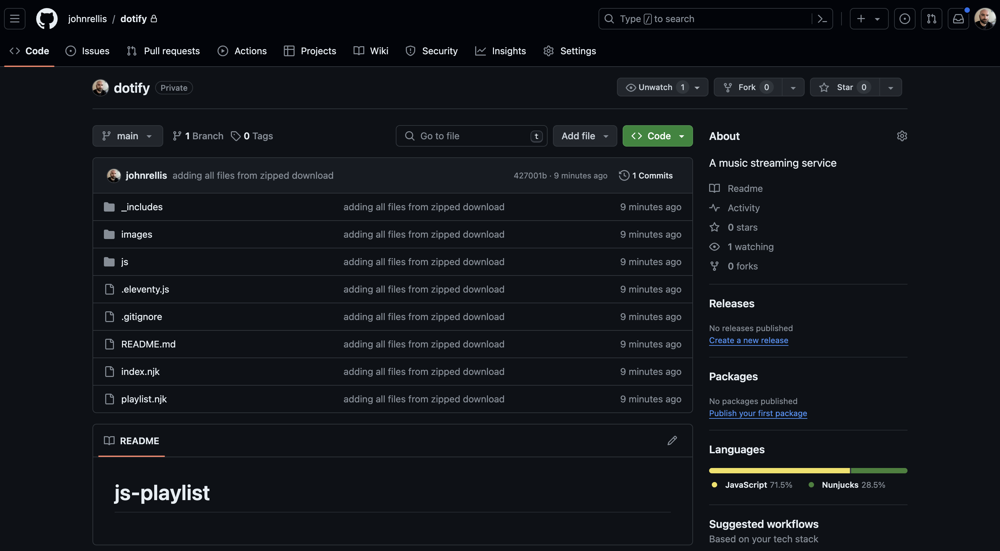 johnrellis / dotify
Type / to search
Code Issues Pull requests Actions Projects Wiki Security Insights Settings
dotify Private
Unwatch 1 Fork 0 Star 0
main 1 Branch 0 Tags
Go to file t Add file Code
johnrellis adding all files from zipped download 427001b · 9 minutes ago 1 Commits
_includes adding all files from zipped download 9 minutes ago
images adding all files from zipped download 9 minutes ago
js adding all files from zipped download 9 minutes ago
.eleventy.js adding all files from zipped download 9 minutes ago
.gitignore adding all files from zipped download 9 minutes ago
README.md adding all files from zipped download 9 minutes ago
index.njk adding all files from zipped download 9 minutes ago
playlist.njk adding all files from zipped download 9 minutes ago
README
js-playlist
About
A music streaming service
Readme
Activity
0 stars
1 watching
0 forks
Releases
No releases published
Create a new release
Packages
No packages published
Publish your first package
Languages
JavaScript 71.5% Nunjucks 28.5%
Suggested workflows
Based on your tech stack